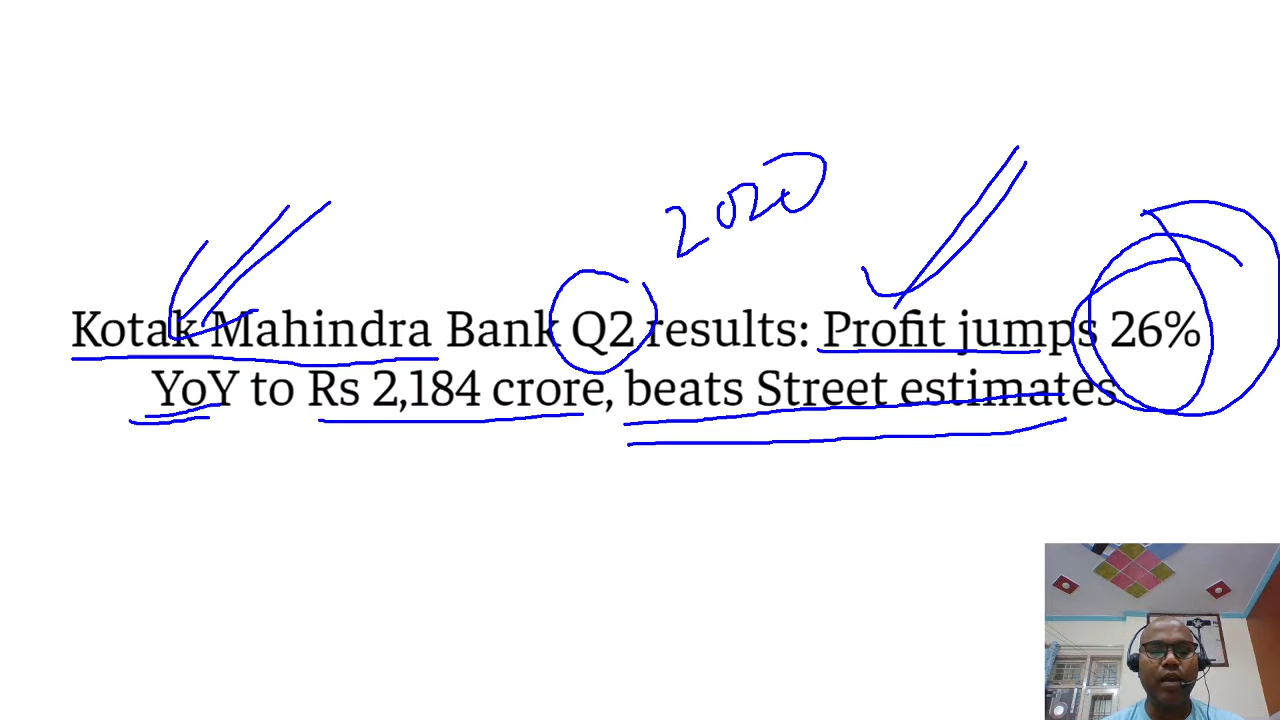 2020
Kotak Mahindra Bank Q2 results: Profit jumps 26%
YoY to Rs 2,184 crore, beats Street estimates